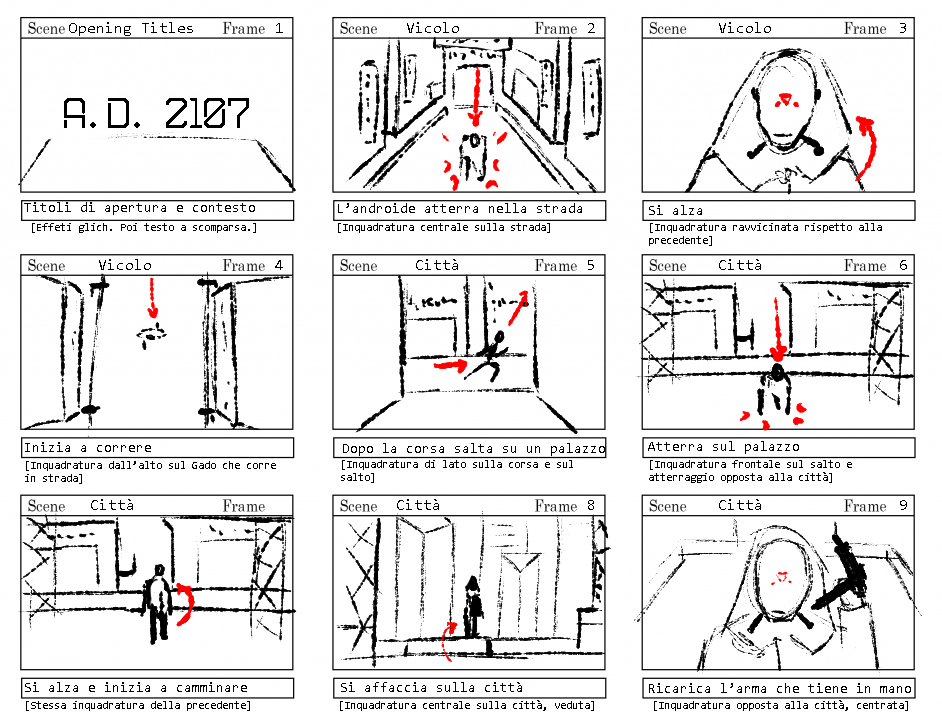 Scene Opening Titles Frame 1
A.D. 2107
Titoli di apertura e contesto
[Effeti glich. Poi testo a scomparsa.]
Scene Vicolo Frame 2
L'androide atterra nella strada
[Inquadratura centrale sulla strada]
Scene Vicolo Frame 3
Si alza
[Inquadratura ravvicinata rispetto alla
precedente]
Scene Vicolo Frame 4
Inizia a correre
[Inquadratura dall'alto sul Gado che corre
in strada]
Scene Città Frame 5
Dopo la corsa salta su un palazzo
[Inquadratura di lato sulla corsa e sul
salto]
Scene Città Frame 6
Atterra sul palazzo
[Inquadratura frontale sul salto e
atterraggio opposta alla città]
Scene Città Frame
Si alza e inizia a camminare
[Stessa inquadratura della precedente]
Scene Città Frame 8
Si affaccia sulla città
[Inquadratura centrale sulla città, veduta]
Scene Città Frame 9
Ricarica l'arma che tiene in mano
[Inquadratura opposta alla città, centrata]